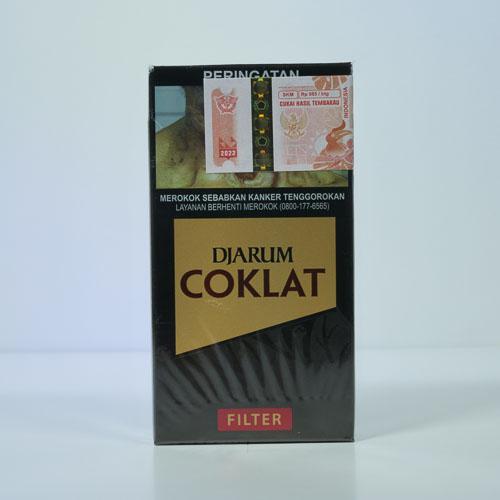 PERINGATAN
2023
SKM
CUKAI HASIL TEMBAKAU
INDONESIA
MEROKOK SEBABKAN KANKER TENGGOROKAN
LAYANAN BERHENTI MEROKOK (0800-177-6565)
DJARUM
COKLAT
FILTER